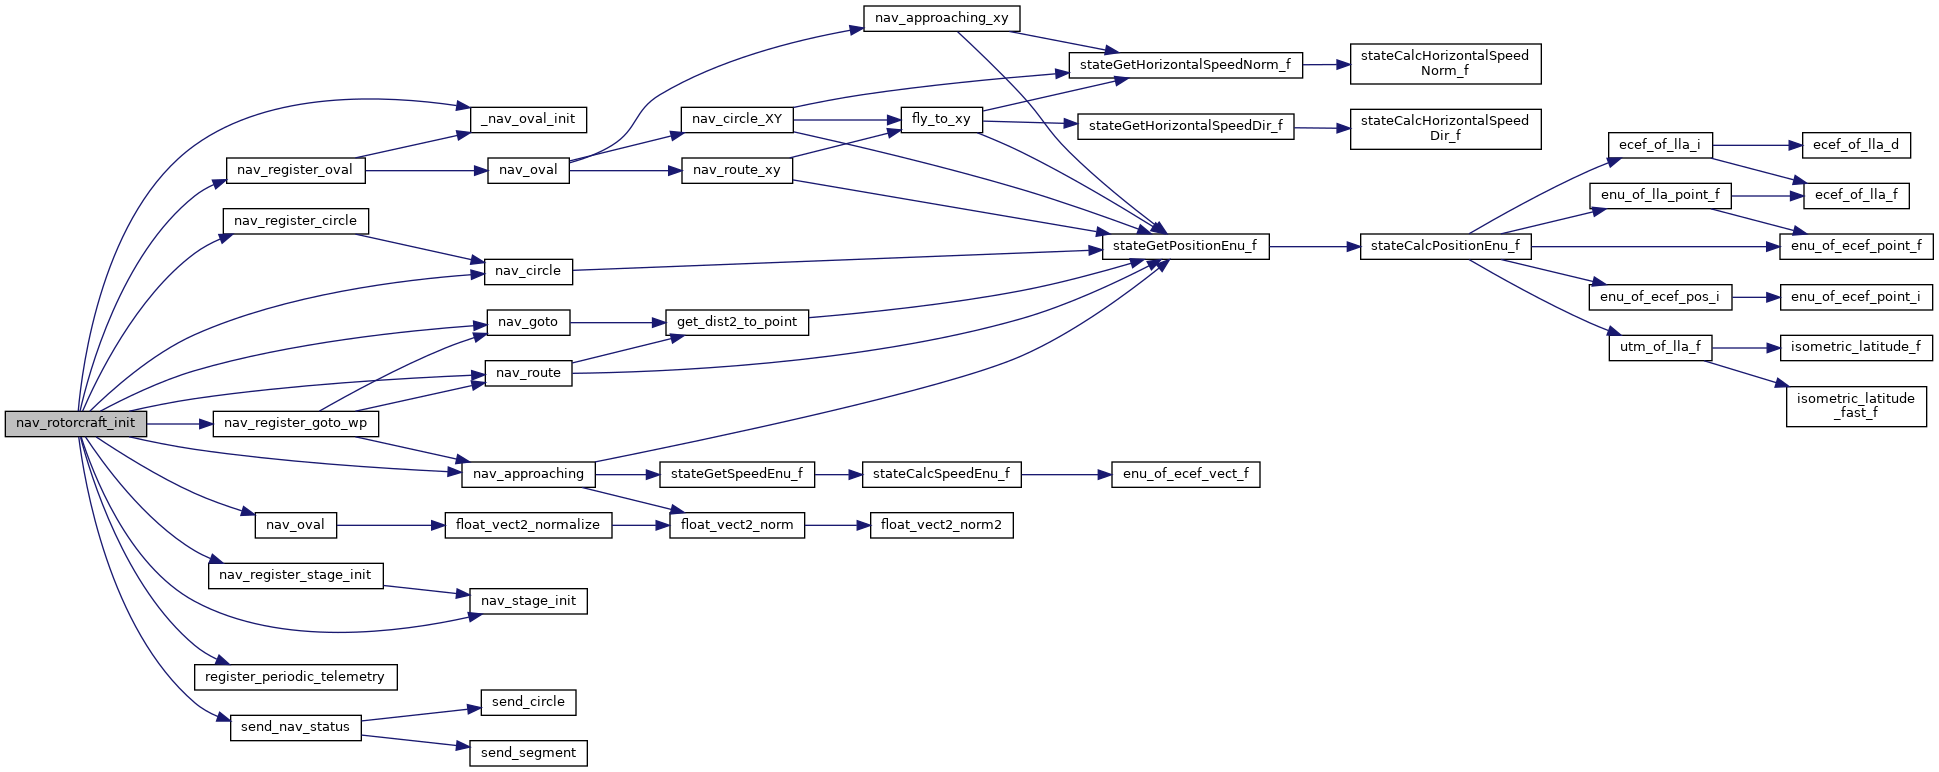 nav_rotorcraft_init
_nav_oval_init
nav_register_oval
nav_register_circle
nav_register_goto_wp
nav_oval
nav_register_stage_init
register_periodic_telemetry
send_nav_status
nav_oval
nav_circle
nav_goto
nav_route
nav_approaching
float_vect2_normalize
nav_stage_init
send_circle
send_segment
nav_circle_XY
nav_route_xy
get_dist2_to_point
stateGetSpeedEnu_f
float_vect2_norm
nav_approaching_xy
fly_to_xy
stateCalcSpeedEnu_f
float_vect2_norm2
stateGetHorizontalSpeedNorm_f
stateGetHorizontalSpeedDir_f
stateGetPositionEnu_f
enu_of_ecef_vect_f
stateCalcHorizontalSpeed
Norm_f
stateCalcHorizontalSpeed
Dir_f
stateCalcPositionEnu_f
ecef_of_lla_i
enu_of_lla_point_f
enu_of_ecef_pos_i
utm_of_lla_f
ecef_of_lla_d
ecef_of_lla_f
enu_of_ecef_point_f
enu_of_ecef_point_i
isometric_latitude_f
isometric_latitude
_fast_f